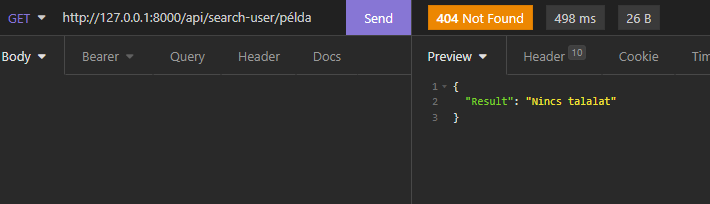 GET http://127.0.0.1:8000/api/search-user/példa Send 404 Not Found 498 ms 26 B
Body Bearer Query Header Docs Preview Header 10 Cookie
1 {
2 "Result": "Nincs talalat"
3 }